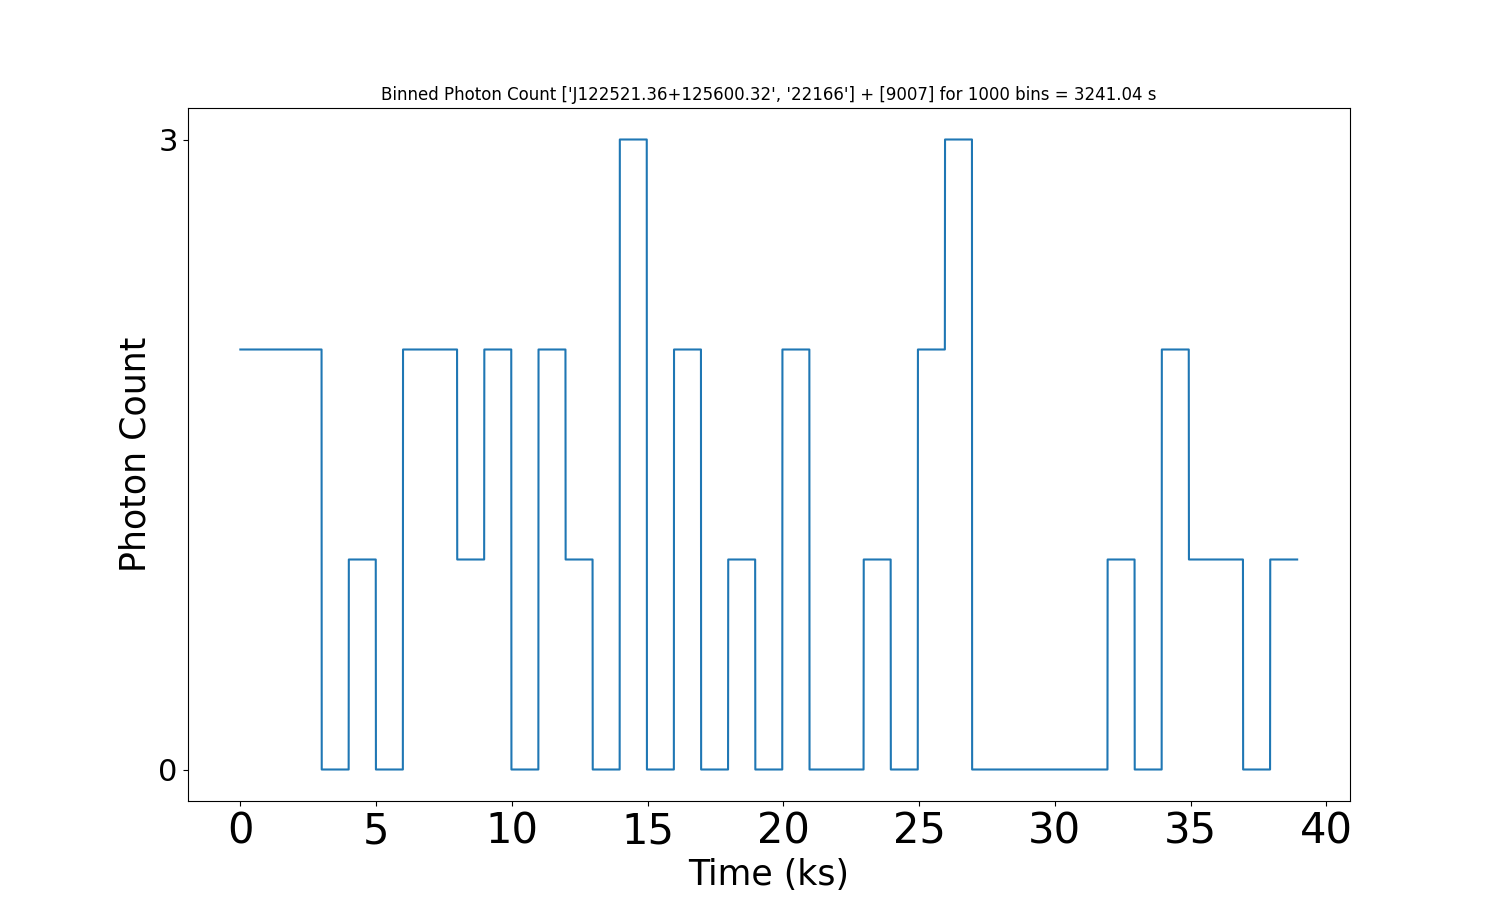 Binned Photon Count ['J122521.36+125600.32', '22166'] + [9007] for 1000 bins = 3241.04 s
3
Photon Count
0
0 5 10 15 20 25 30 35 40
Time (ks)